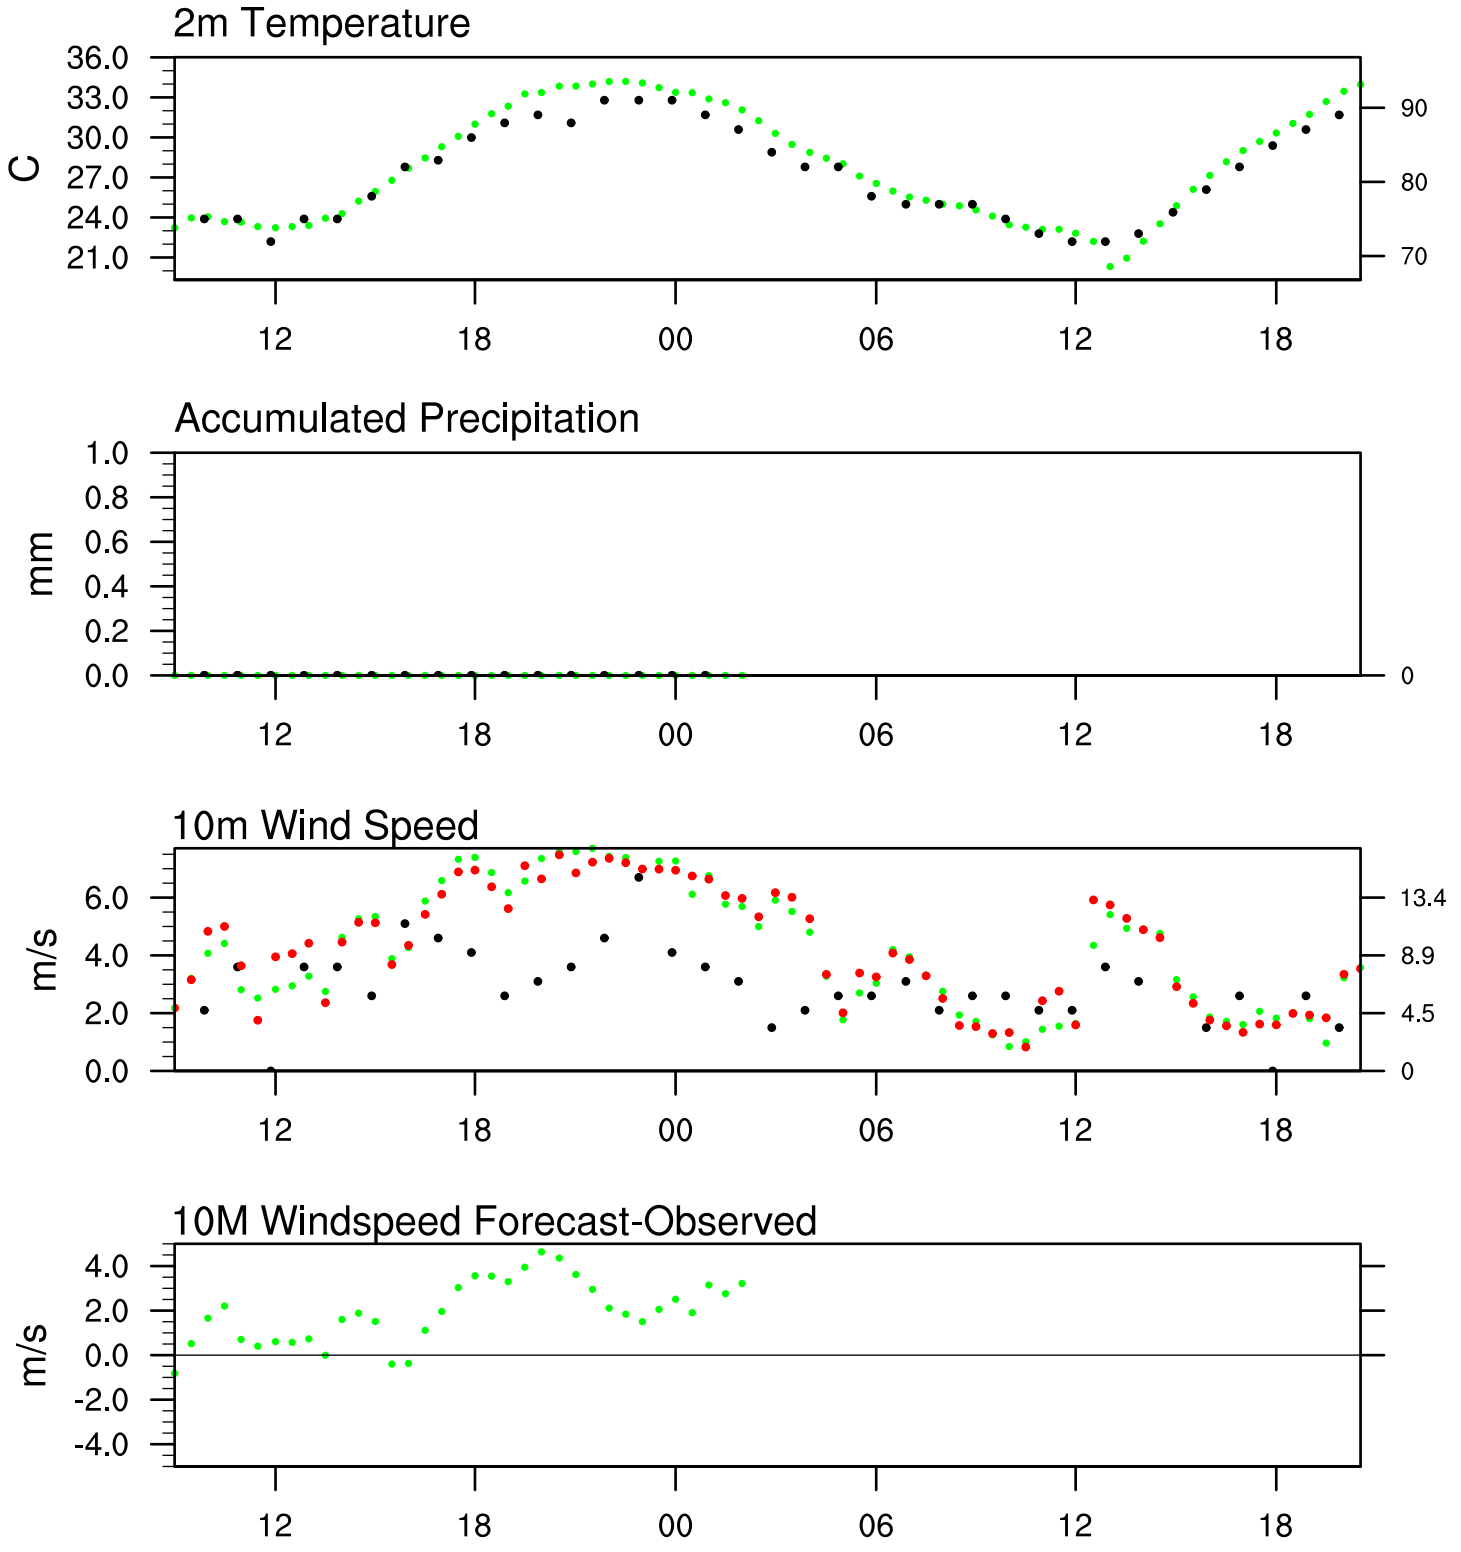 2m Temperature
36.0
33.0
30.0
27.0
24.0
21.0
C
90
80
70
12 18 00 06 12 18
Accumulated Precipitation
1.0
0.8
0.6
0.4
0.2
0.0
mm
0
12 18 00 06 12 18
10m Wind Speed
6.0
4.0
2.0
0.0
m/s
13.4
8.9
4.5
0
12 18 00 06 12 18
10M Windspeed Forecast-Observed
4.0
2.0
0.0
-2.0
-4.0
m/s
12 18 00 06 12 18